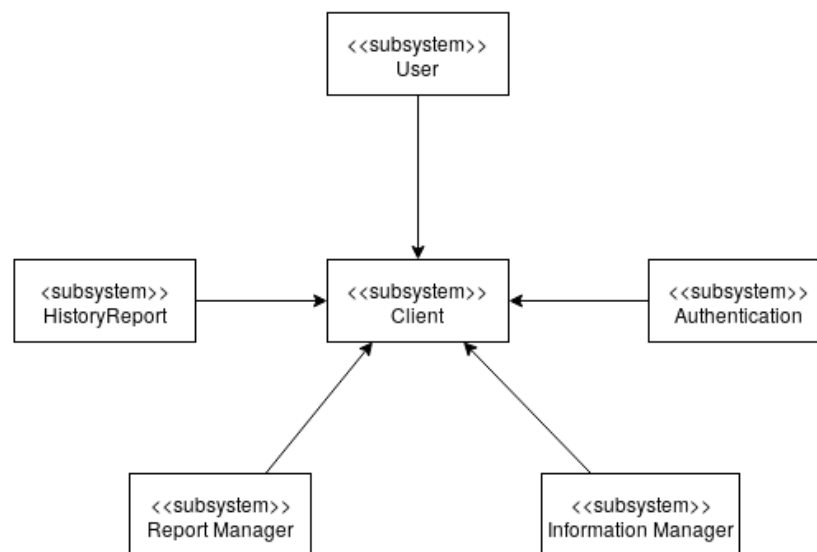 <<subsystem>>
User
<subsystem>>
HistoryReport
<<subsystem>>
Client
<<subsystem>>
Authentication
<<subsystem>>
Report Manager
<<subsystem>>
Information Manager